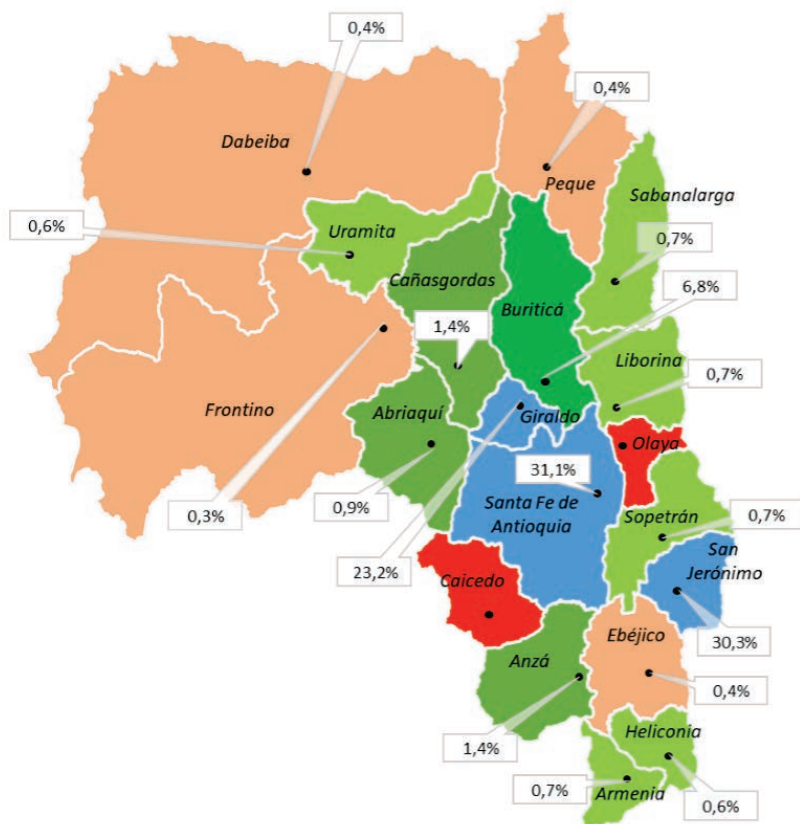 0,4%
0,4%
Dabeiba
Peque
Sabanalarga
0,6%
Uramita
0,7%
Cañasgordas
6,8%
Buriticá
1,4%
Liborina
0,7%
Frontino
Abriaquí
Giraldo
Olaya
31,1%
0,3%
0,9%
Santa Fe de
Antioquia
Sopetrán
0,7%
San
Jerónimo
23,2%
Caicedo
Ebéjico
30,3%
Anzá
0,4%
Heliconia
1,4%
0,7%
Armenia
0,6%